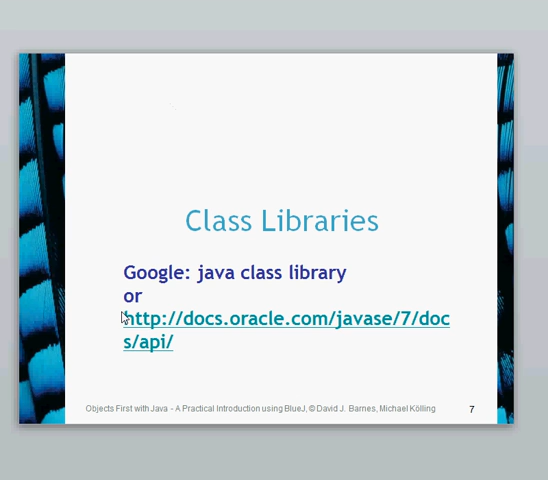 Class Libraries
Google: java class library
or
http://docs.oracle.com/javase/7/doc
s/api/
Objects First with Java - A Practical Introduction using BlueJ, © David J. Barnes, Michael Kölling
7